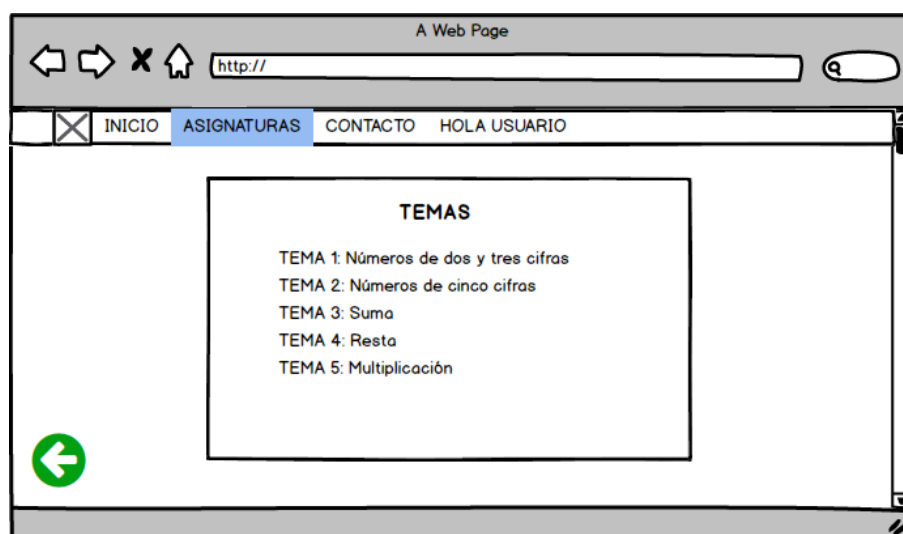 A Web Page
http://
INICIO ASIGNATURAS CONTACTO HOLA USUARIO
TEMAS
TEMA 1: Números de dos y tres cifras
TEMA 2: Números de cinco cifras
TEMA 3: Suma
TEMA 4: Resta
TEMA 5: Multiplicación